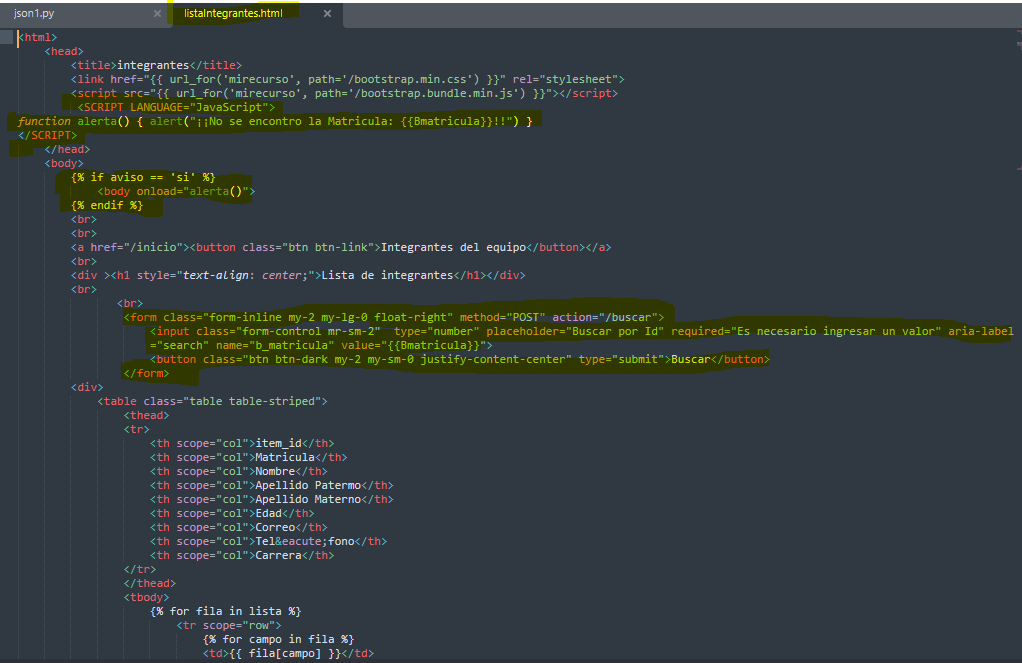 json1.py × listaIntegrantes.html ×
<html>
<head>
<title>integrantes</title>
<link href="{{ url_for('mirecurso', path='/bootstrap.min.css') }}" rel="stylesheet">
<script src="{{ url_for('mirecurso', path='/bootstrap.bundle.min.js') }}"></script>
<SCRIPT LANGUAGE="JavaScript">
function alerta() { alert("¡¡No se encontro la Matricula: {{Bmatricula}}!!") }
</SCRIPT>
</head>
<body>
{% if aviso == 'si' %}
<body onload="alerta()">
{% endif %}
<br>
<br>
<a href="/inicio"><button class="btn btn-link">Integrantes del equipo</button></a>
<br>
<div ><h1 style="text-align: center;">Lista de integrantes</h1></div>
<br>
<br>
<form class="form-inline my-2 my-lg-0 float-right" method="POST" action="/buscar">
<input class="form-control mr-sm-2"  type="number" placeholder="Buscar por Id" required="Es necesario ingresar un valor" aria-label
="search" name="b_matricula" value="{{Bmatricula}}">
<button class="btn btn-dark my-2 my-sm-0 justify-content-center" type="submit">Buscar</button>
</form>
<div>
<table class="table table-striped">
<thead>
<tr>
<th scope="col">item_id</th>
<th scope="col">Matricula</th>
<th scope="col">Nombre</th>
<th scope="col">Apellido Patermo</th>
<th scope="col">Apellido Materno</th>
<th scope="col">Edad</th>
<th scope="col">Correo</th>
<th scope="col">Tel&eacute;fono</th>
<th scope="col">Carrera</th>
</tr>
</thead>
<tbody>
{% for fila in lista %}
<tr scope="row">
{% for campo in fila %}
<td>{{ fila[campo] }}</td>